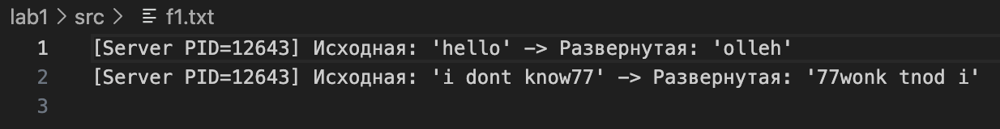 lab1 > src > f1.txt
1 [Server PID=12643] Исходная: 'hello' -> Развернутая: 'olleh'
2 [Server PID=12643] Исходная: 'i dont know77' -> Развернутая: '77wonk tnod i'
3